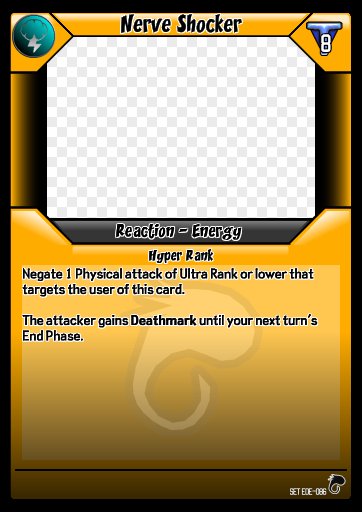 Nerve Shocker
8
Reaction - Energy
Hyper Rank
Negate 1 Physical attack of Ultra Rank or lower that
targets the user of this card.
The attacker gains Deathmark until your next turn's
End Phase.
SET EDE-086